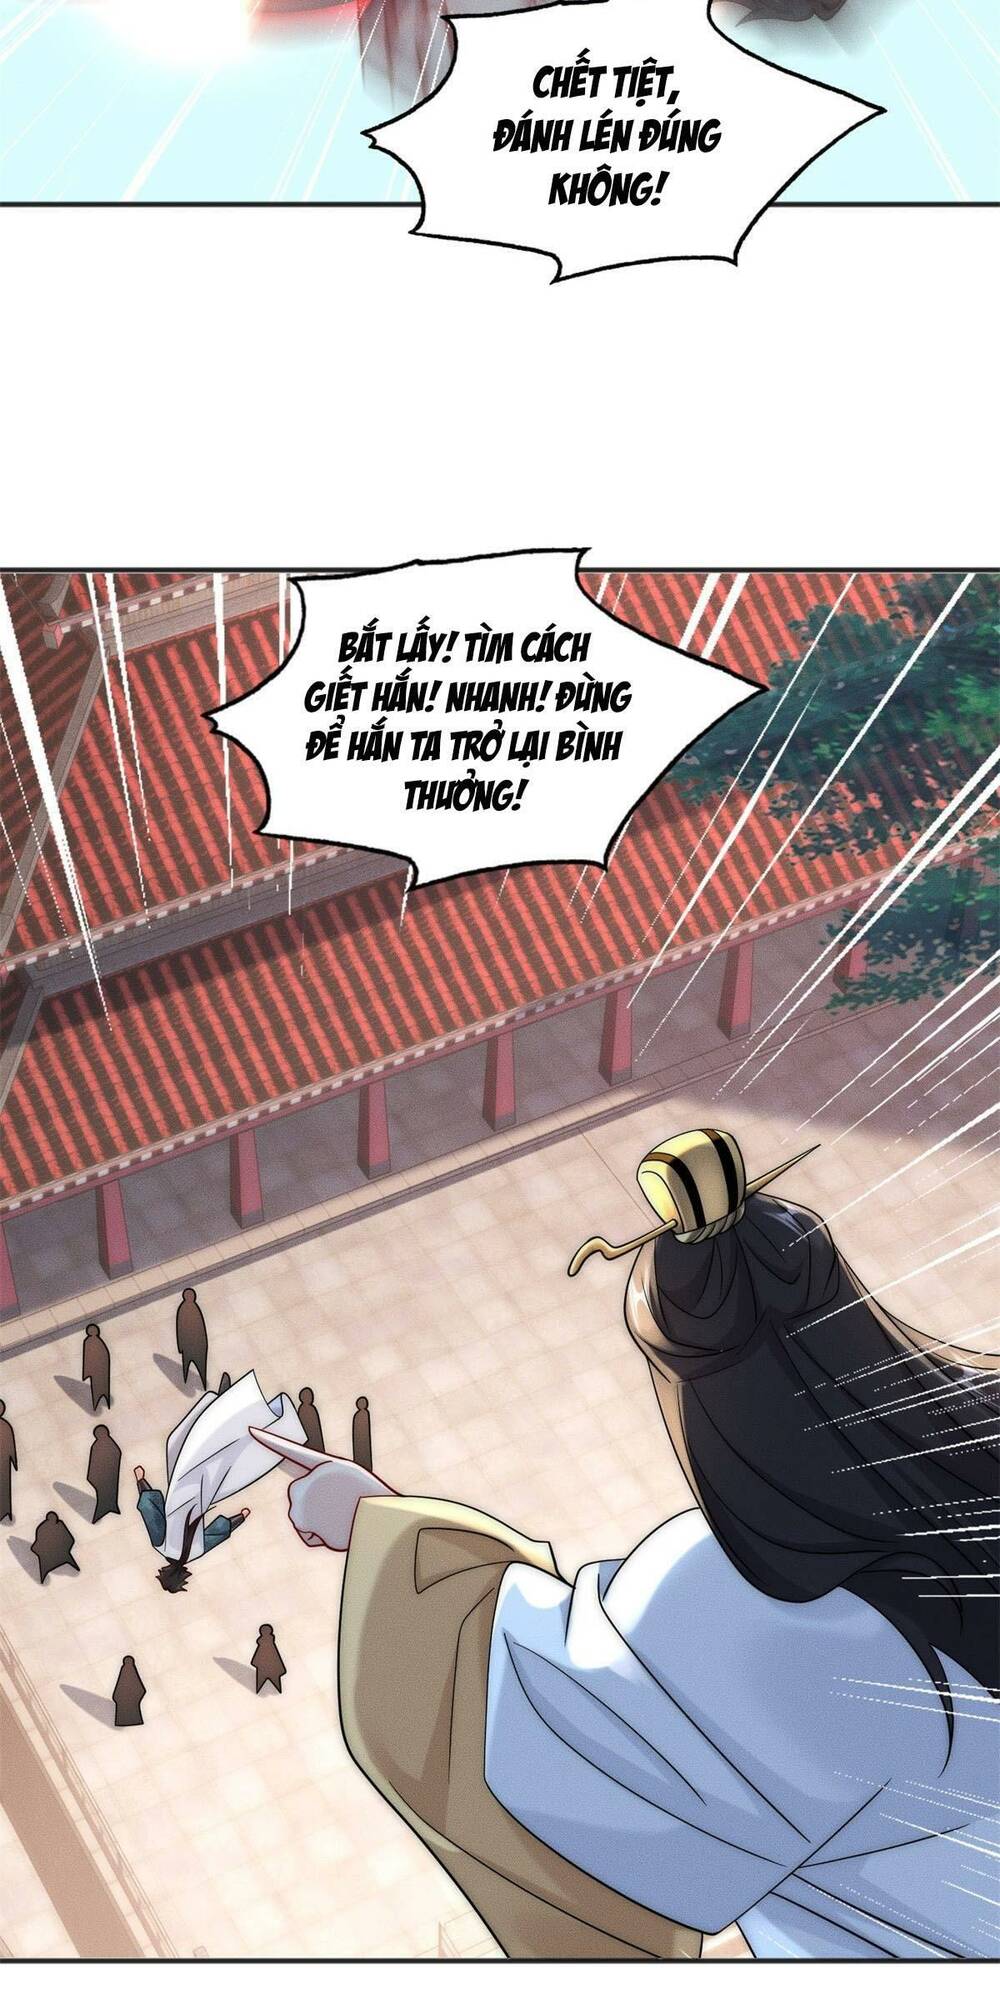 CHẾT TIỆT,
ĐÁNH LÉN ĐÚNG
KHÔNG!
BẮT LẤY! TÌM CÁCH
GIẾT HẮN! NHANH! ĐỪNG
ĐỂ HẮN TA TRỞ LẠI BÌNH
THƯỞNG!